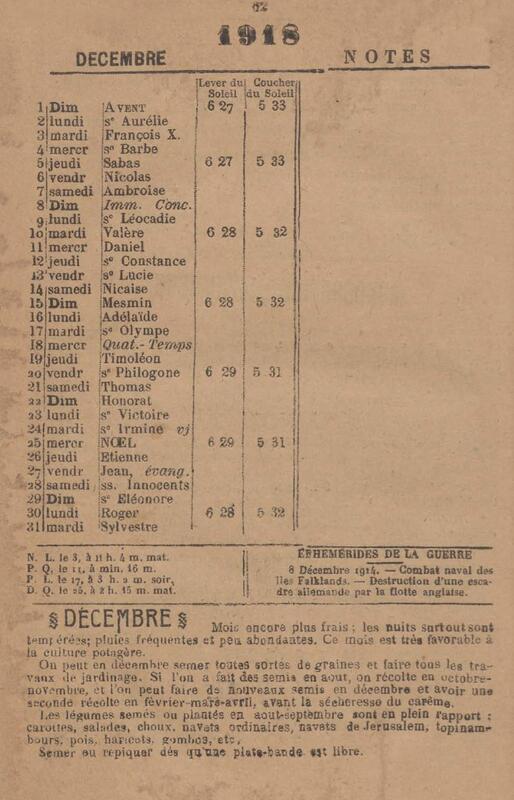 62
1918
DECEMBRE
NOTES
Lever du Soleil
Coucher du Soleil
1 Dim AVENT 6 27 5 33
2 lundi se Aurélie
3 mardi François X.
4 mercr se Barbe
5 jeudi Sabas 6 27 5 33
6 vendr Nicolas
7 samedi Ambroise
8 Dim Imm. Conc.
9 lundi se Léocadie
10 mardi Valère 6 28 5 32
11 mercr Daniel
12 jeudi se Constance
13 vendr se Lucie
14 samedi Nicaise
15 Dim Mesmin 6 28 5 32
16 lundi Adélaïde
17 mardi se Olympe
18 mercr Quat.-Temps
19 jeudi Timoléon
20 vendr se Philogone 6 29 5 31
21 samedi Thomas
22 Dim Honorat
23 lundi se Victoire
24 mardi se Irmine vj
25 mercr NOEL 6 29 5 31
26 jeudi Etienne
27 vendr Jean, évang.
28 samedi ss. Innocents
29 Dim se Eléonore
30 lundi Roger 6 28 5 32
31 mardi Sylvestre
N. L. le 3, à 11 h. 4 m. mat.
P. Q. le 11, à min. 16 m.
P. L. le 17, à 3 h. 2 m. soir,
D. Q. le 25, à 2 h. 15 m. mat.
ÉPHEMÉRIDES DE LA GUERRE
8 Décembre 1914. — Combat naval des
Iles Falklands. — Destruction d'une esca-
dre allemande par la flotte anglaise.
§ DÉCEMBRE § Mois encore plus frais ; les nuits surtout sont
tempérées; pluies fréquentes et peu abondantes. Ce mois est très favorable à
la culture potagère.
On peut en décembre semer toutes sortes de graines et faire tous les tra-
vaux de jardinage. Si l'on a fait des semis en aout, on récolte en octobre-
novembre, et l'on peut faire de nouveaux semis en décembre et avoir une
seconde récolte en février-mars-avril, avant la sécheresse du carême.
Les légumes semés ou plantés en aout-septembre sont en plein rapport :
carottes, salades, choux, navets ordinaires, navets de Jerusalem, topinam-
bours, pois, haricots, gombos, etc,
Semer ou repiquer dès qu'une plate-bande est libre.